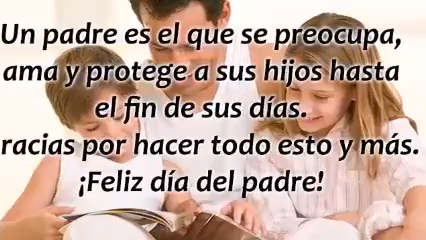 Un padre es el que se preocupa,
ama y protege a sus hijos hasta
el fin de sus días.
racias por hacer todo esto y más.
¡Feliz día del padre!